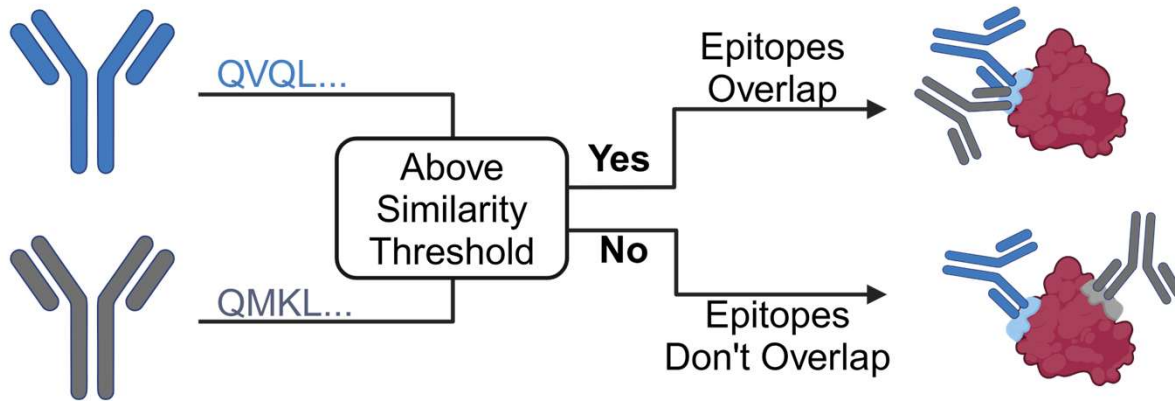 QVQL...
QMKL...
Above
Similarity
Threshold
Yes
No
Epitopes
Overlap
Epitopes
Don't Overlap